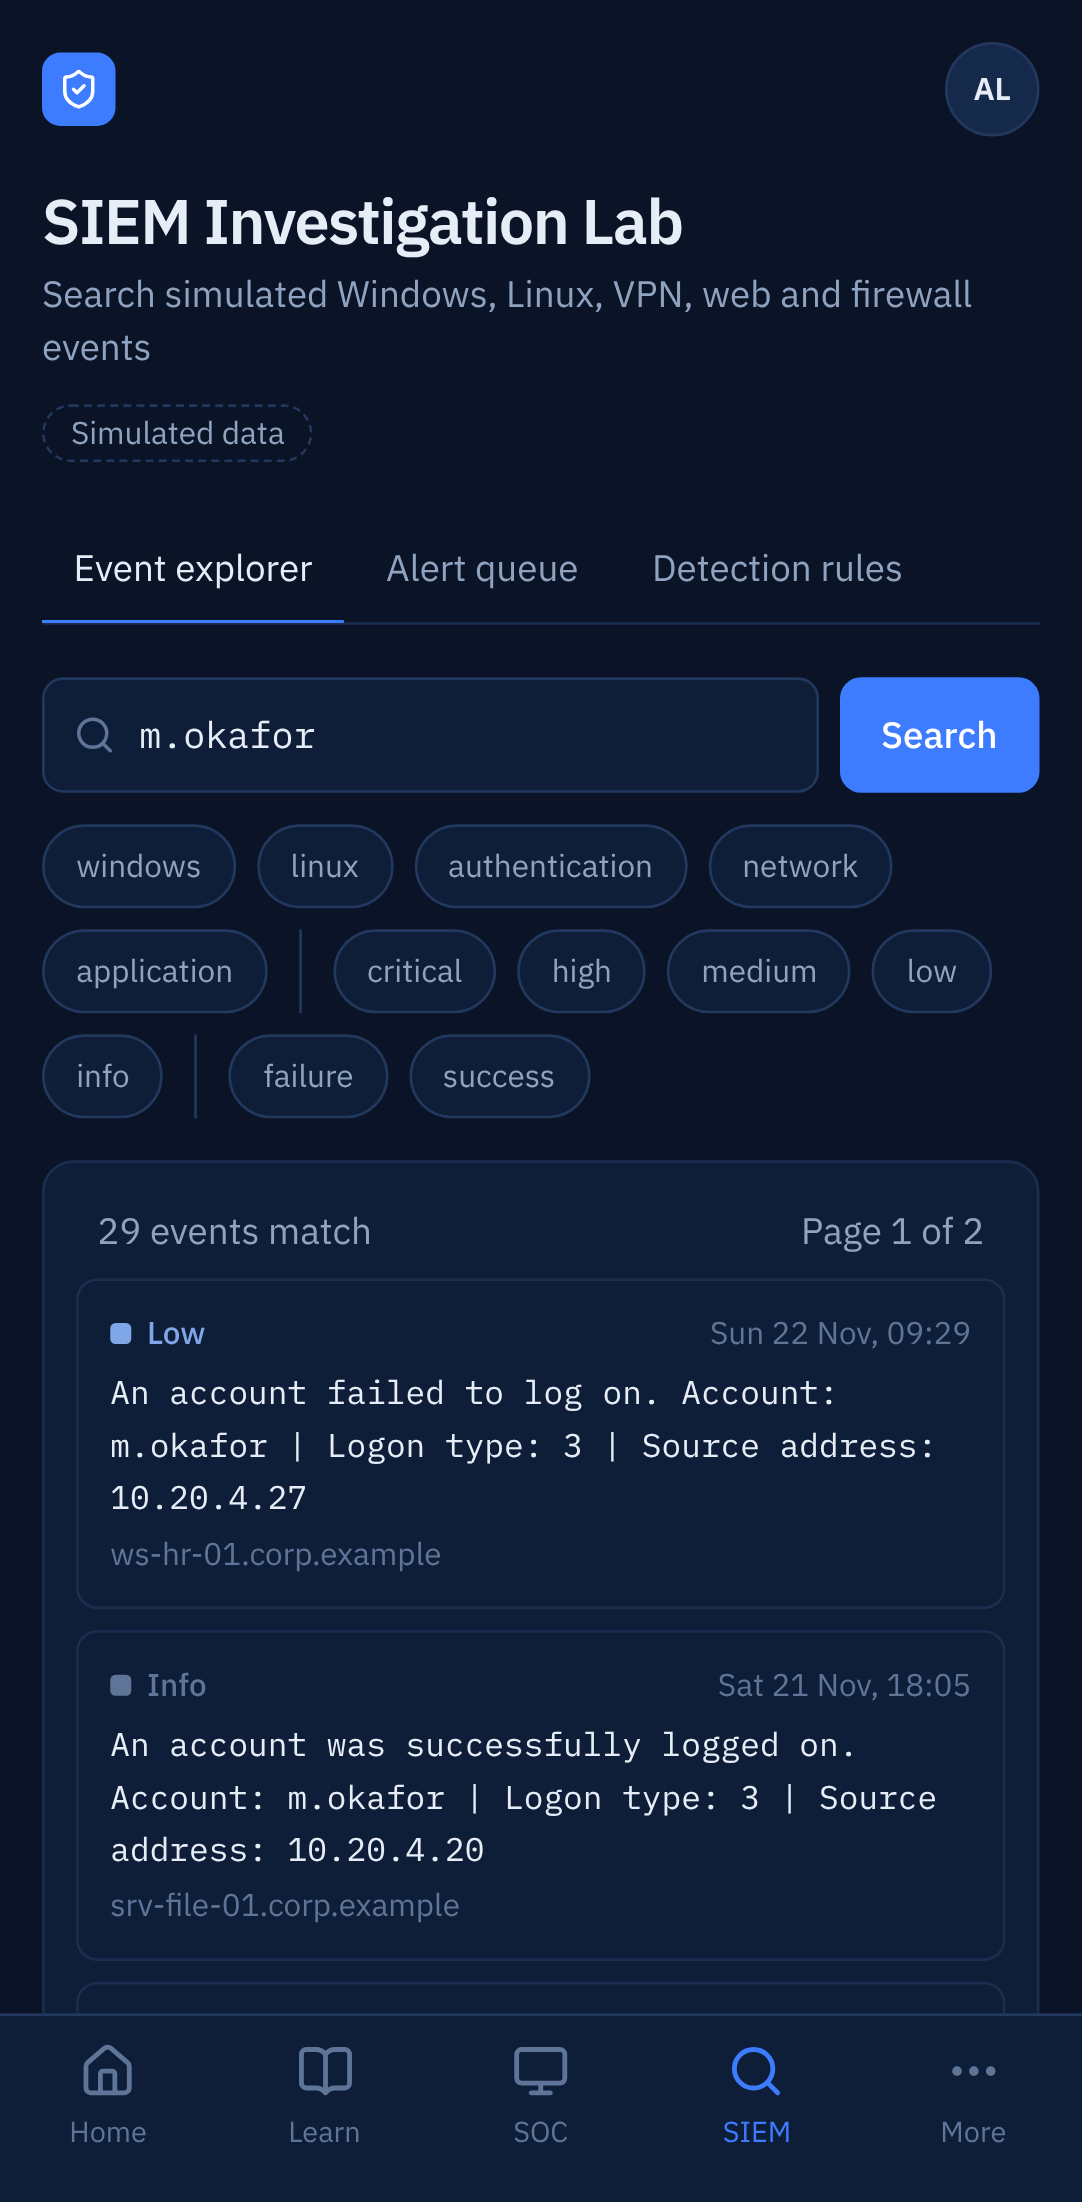 AL
SIEM Investigation Lab
Search simulated Windows, Linux, VPN, web and firewall
events
Simulated data
Event explorer Alert queue Detection rules
m.okafor Search
windows linux authentication network
application critical high medium low
info failure success
29 events match Page 1 of 2
Low Sun 22 Nov, 09:29
An account failed to log on. Account:
m.okafor | Logon type: 3 | Source address:
10.20.4.27
ws-hr-01.corp.example
Info Sat 21 Nov, 18:05
An account was successfully logged on.
Account: m.okafor | Logon type: 3 | Source
address: 10.20.4.20
srv-file-01.corp.example
Home Learn SOC SIEM More